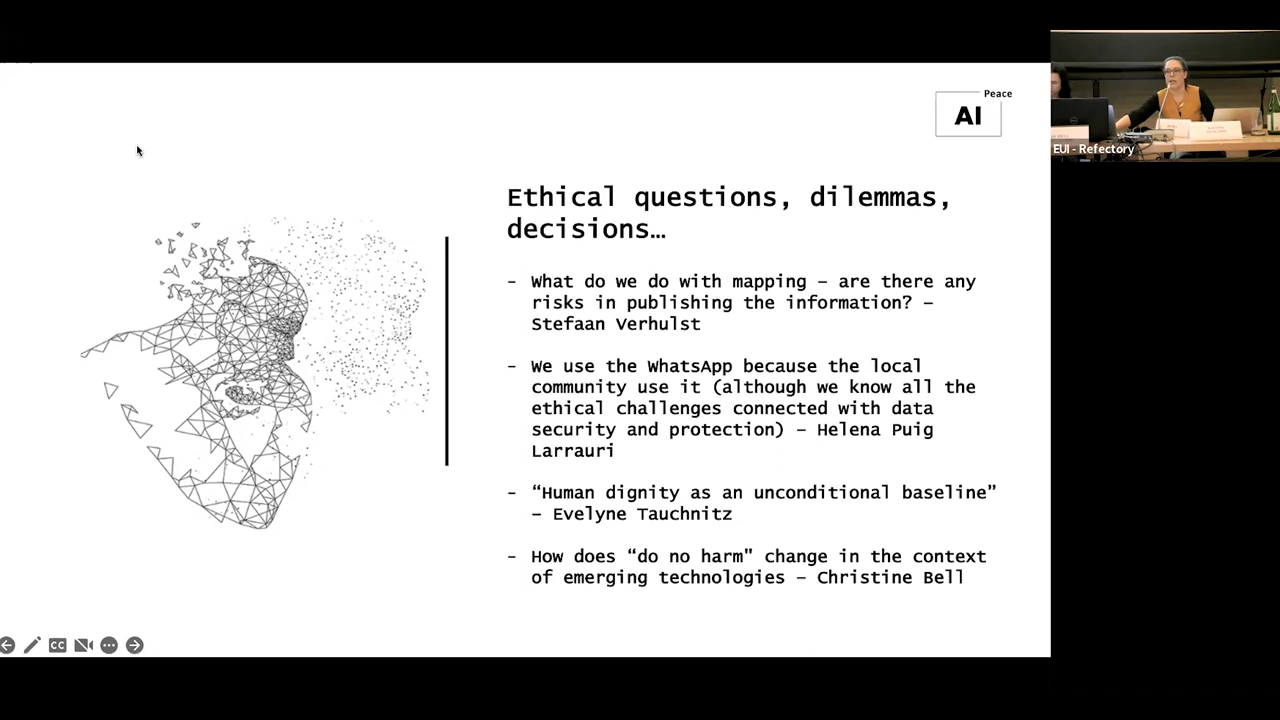 Peace
AI
EUI - Refectory
Ethical questions, dilemmas,
decisions…
- What do we do with mapping – are there any
risks in publishing the information? –
Stefaan Verhulst
- We use the WhatsApp because the local
community use it (although we know all the
ethical challenges connected with data
security and protection) – Helena Puig
Larrauri
- “Human dignity as an unconditional baseline”
– Evelyne Tauchnitz
- How does “do no harm" change in the context
of emerging technologies – Christine Bell
CC